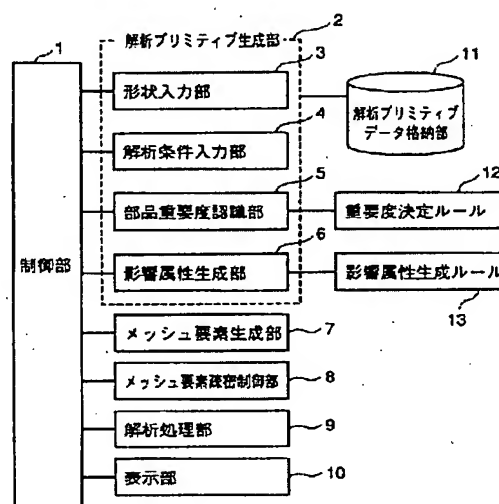 1
2
解析プリミティブ生成部
3
形状入力部
11
解析プリミティブ
データ格納部
4
解析条件入力部
5
部品重要度認識部
12
重要度決定ルール
6
影響属性生成部
影響属性生成ルール
13
制御部
メッシュ要素生成部
7
メッシュ要素疎密制御部
8
解析処理部
9
表示部
10